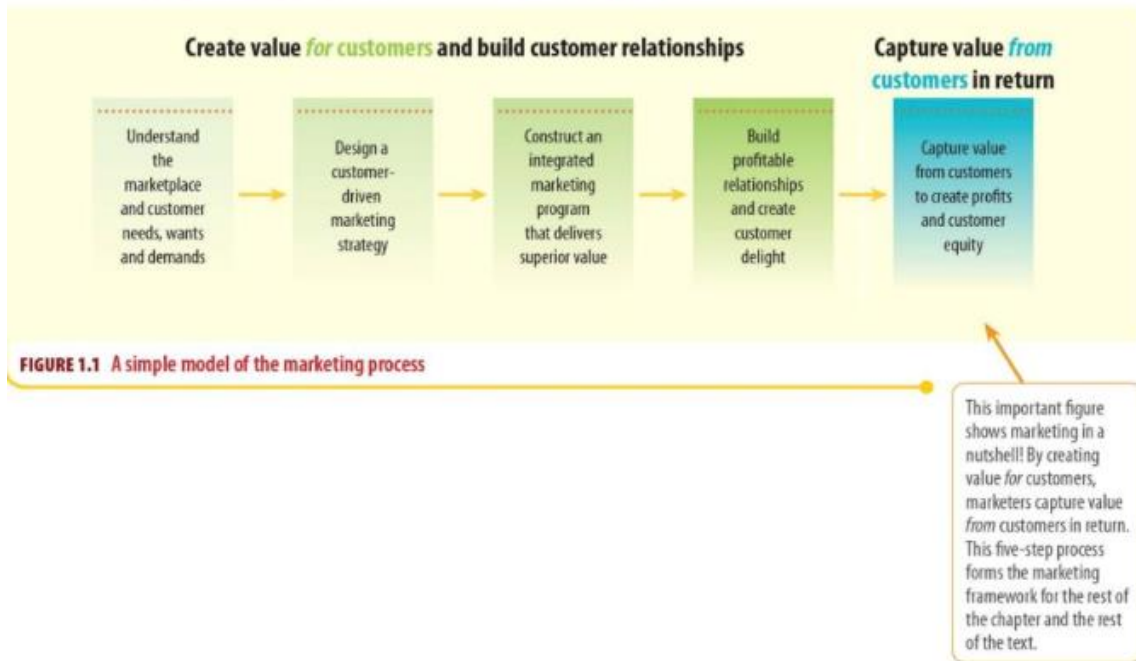 Create value for customers and build customer relationships
Capture value from
customers in return
Understand
the
marketplace
and customer
needs, wants
and demands
Design a
customer-
driven
marketing
strategy
Construct an
integrated
marketing
program
that delivers
superior value
Build
profitable
relationships
and create
customer
delight
Capture value
from customers
to create profits
and customer
equity
FIGURE 1.1 A simple model of the marketing process
This important figure
shows marketing in a
nutshell! By creating
value for customers,
marketers capture value
from customers in return.
This five-step process
forms the marketing
framework for the rest of
the chapter and the rest
of the text.